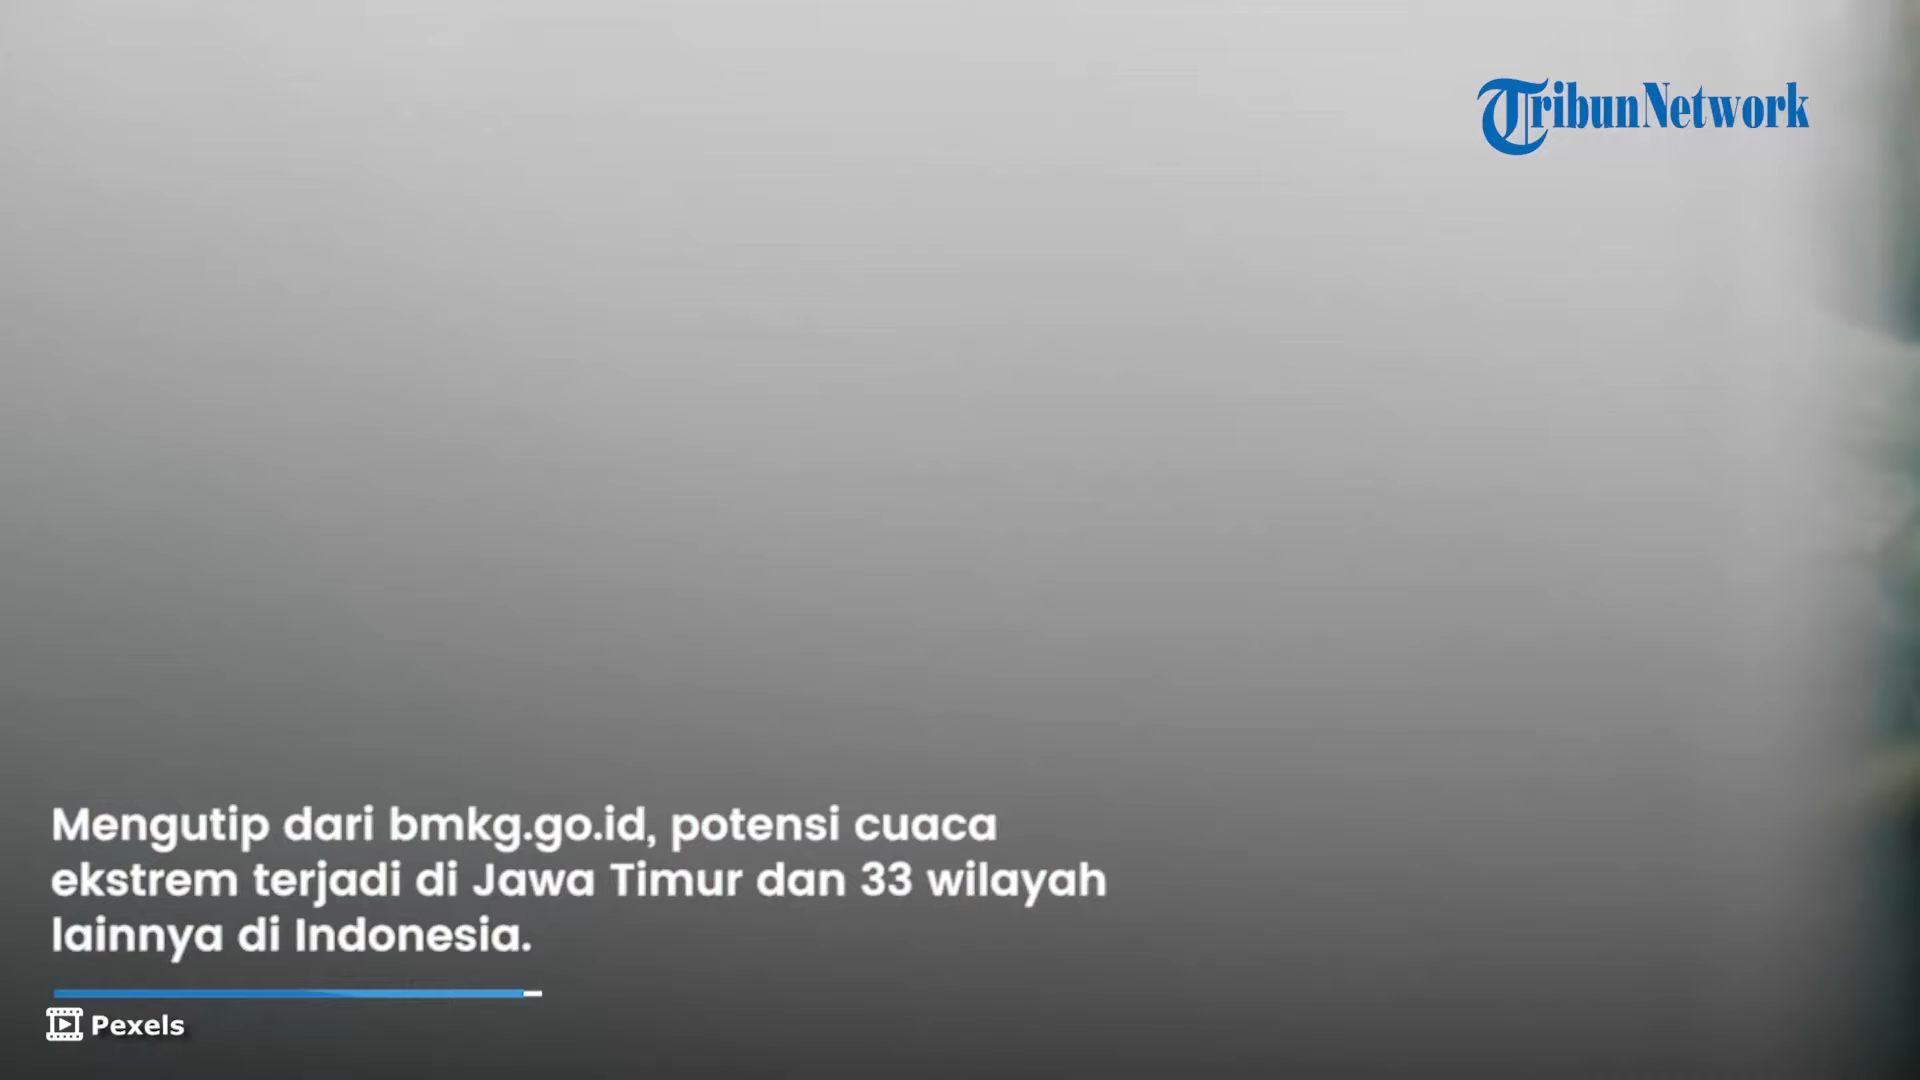 TribunNetwork
Mengutip dari bmkg.go.id, potensi cuaca
ekstrem terjadi di Jawa Timur dan 33 wilayah
lainnya di Indonesia.
Pexels